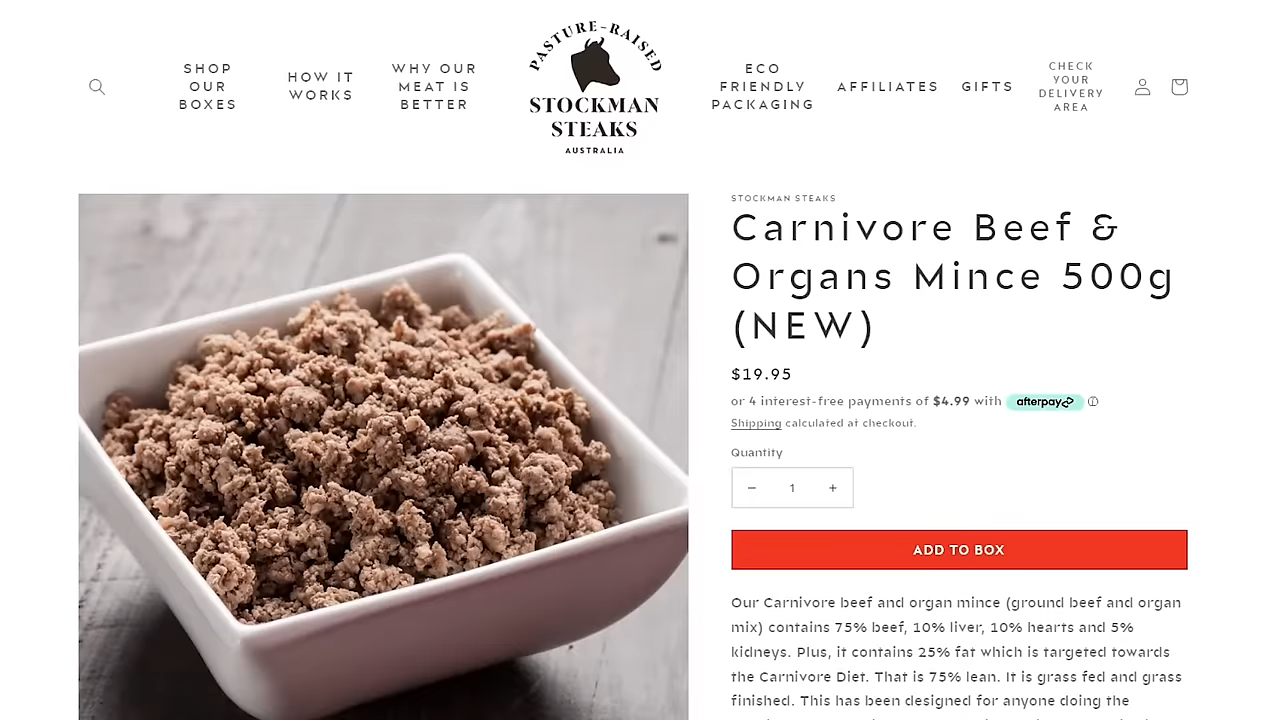 SHOP
OUR
BOXES
HOW IT
WORKS
WHY OUR
MEAT IS
BETTER
PASTURE-RAISED
STOCKMAN
STEAKS
AUSTRALIA
ECO
FRIENDLY
PACKAGING
AFFILIATES
GIFTS
CHECK
YOUR
DELIVERY
AREA
STOCKMAN STEAKS
Carnivore Beef &
Organs Mince 500g
(NEW)
$19.95
or 4 interest-free payments of $4.99 with afterpay
Shipping calculated at checkout.
Quantity
− 1 +
ADD TO BOX
Our Carnivore beef and organ mince (ground beef and organ
mix) contains 75% beef, 10% liver, 10% hearts and 5%
kidneys. Plus, it contains 25% fat which is targeted towards
the Carnivore Diet. That is 75% lean. It is grass fed and grass
finished. This has been designed for anyone doing the